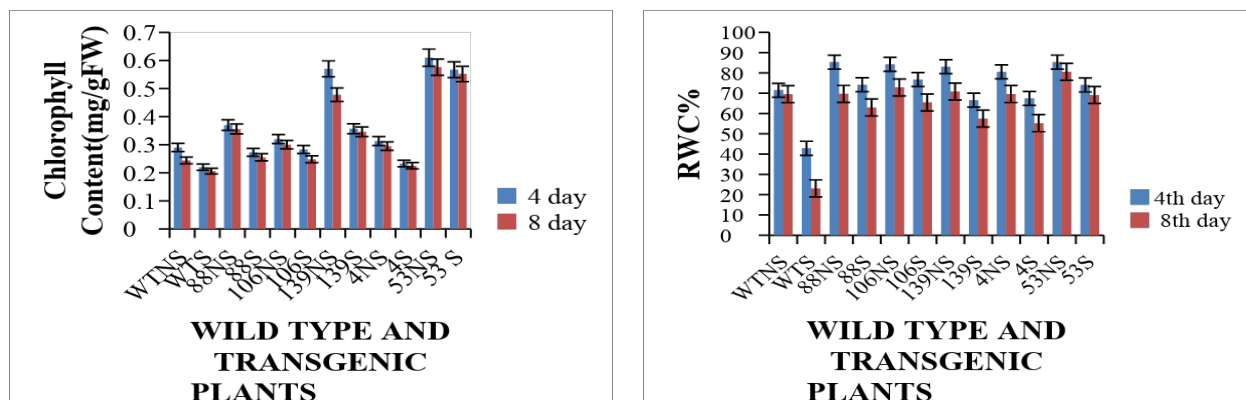 0.7
0.6
0.5
0.4
0.3
0.2
0.1
0
Chlorophyll
Content(mg/gFW)
4 day
8 day
WTNS
WTS
88NS
88S
106NS
106S
139NS
139S
4NS
4S
53NS
53 S
WILD TYPE AND
TRANSGENIC
PLANTS
100
90
80
70
60
50
40
30
20
10
0
RWC%
4th day
8th day
WTNS
WTS
88NS
88S
106NS
106S
139NS
139S
4NS
4S
53NS
53S
WILD TYPE AND
TRANSGENIC
PLANTS